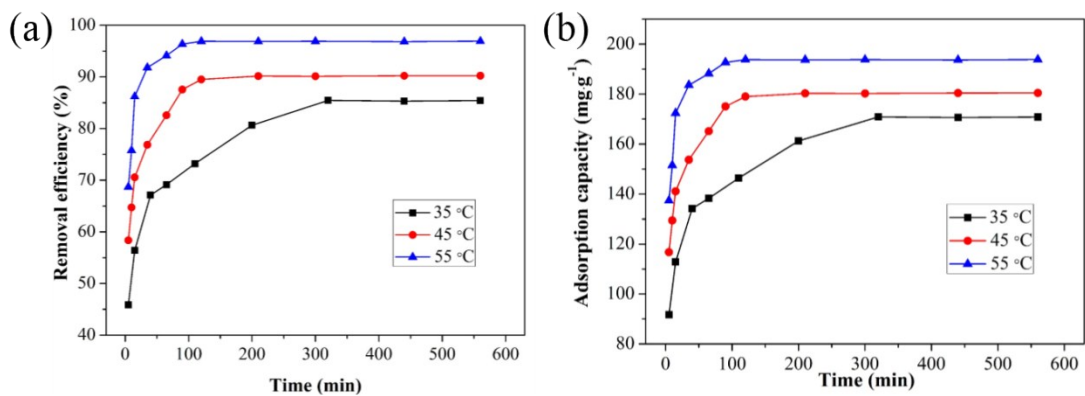 (a)
100
90
80
70
60
50
40
Removal efficiency (%)
35 °C
45 °C
55 °C
0 100 200 300 400 500 600
Time (min)
(b)
200
180
160
140
120
100
80
Adsorption capacity (mg·g⁻¹)
35 °C
45 °C
55 °C
0 100 200 300 400 500 600
Time (min)